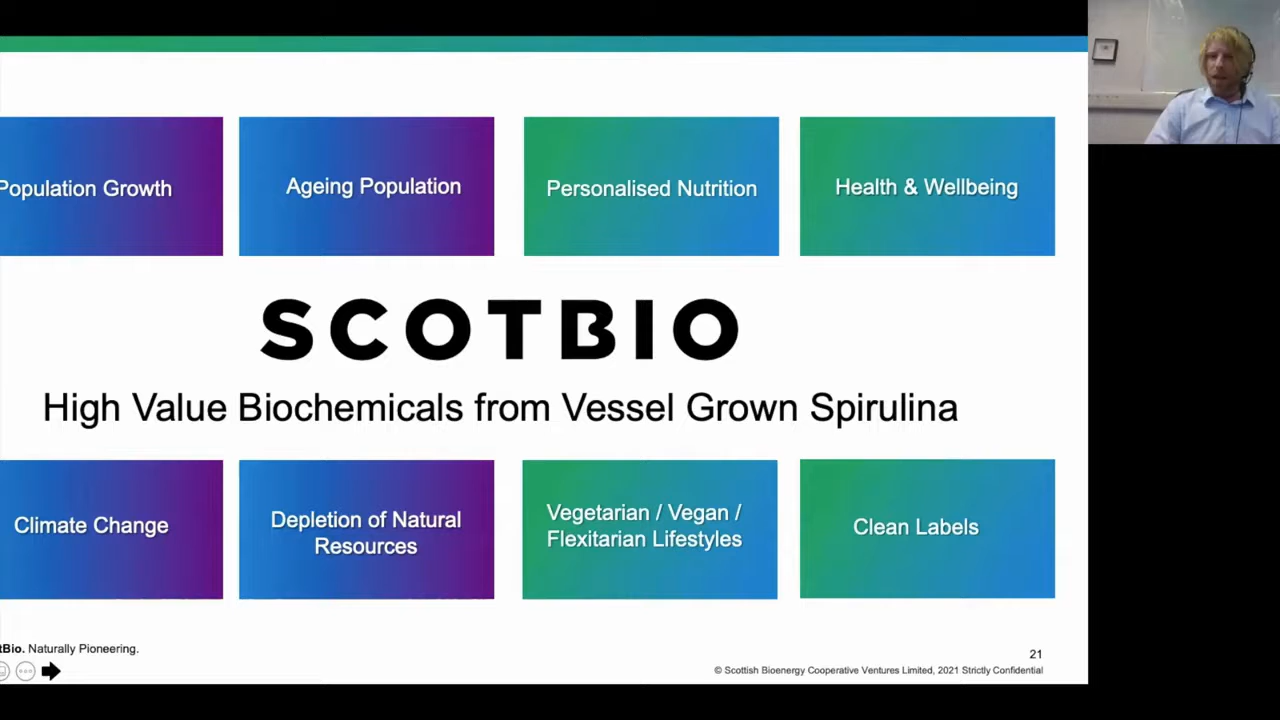 Population Growth
Ageing Population
Personalised Nutrition
Health & Wellbeing
SCOTBIO
High Value Biochemicals from Vessel Grown Spirulina
Climate Change
Depletion of Natural
Resources
Vegetarian / Vegan /
Flexitarian Lifestyles
Clean Labels
tBio. Naturally Pioneering.
21
© Scottish Bioenergy Cooperative Ventures Limited, 2021 Strictly Confidential